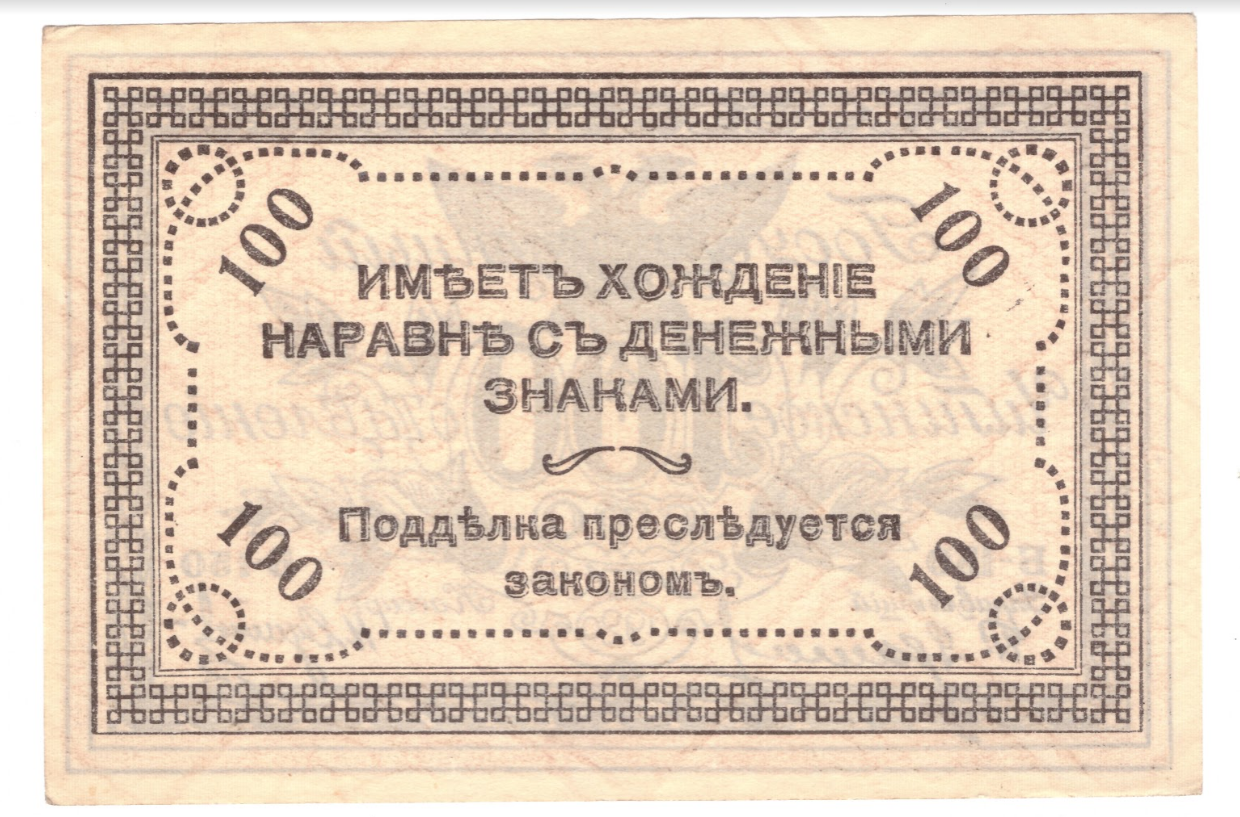 100 100
ИМѢЕТЪ ХОЖДЕНІЕ
НАРАВНѢ СЪ ДЕНЕЖНЫМИ
ЗНАКАМИ.
Поддѣлка преслѣдуется
закономъ.
100 100